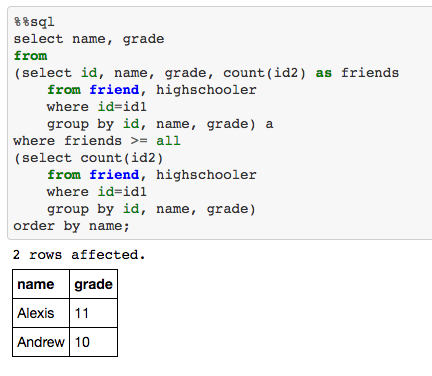 %%sql
select name, grade
from
(select id, name, grade, count(id2) as friends
    from friend, highschooler
    where id=id1
    group by id, name, grade) a
where friends >= all
(select count(id2)
    from friend, highschooler
    where id=id1
    group by id, name, grade)
order by name;
2 rows affected.
name grade
Alexis 11
Andrew 10